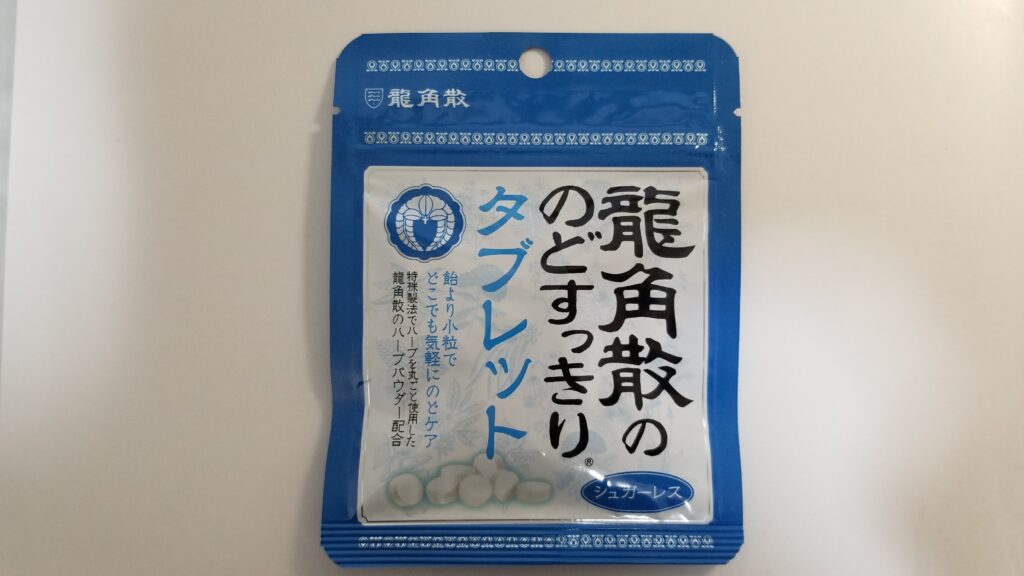 龍角散
龍角散の
のどすっきり®
タブレット
飴より小粒で
どこでも気軽にのどケア
特殊製法でハーブを丸ごと使用した
龍角散のハーブパウダー配合
シュガーレス